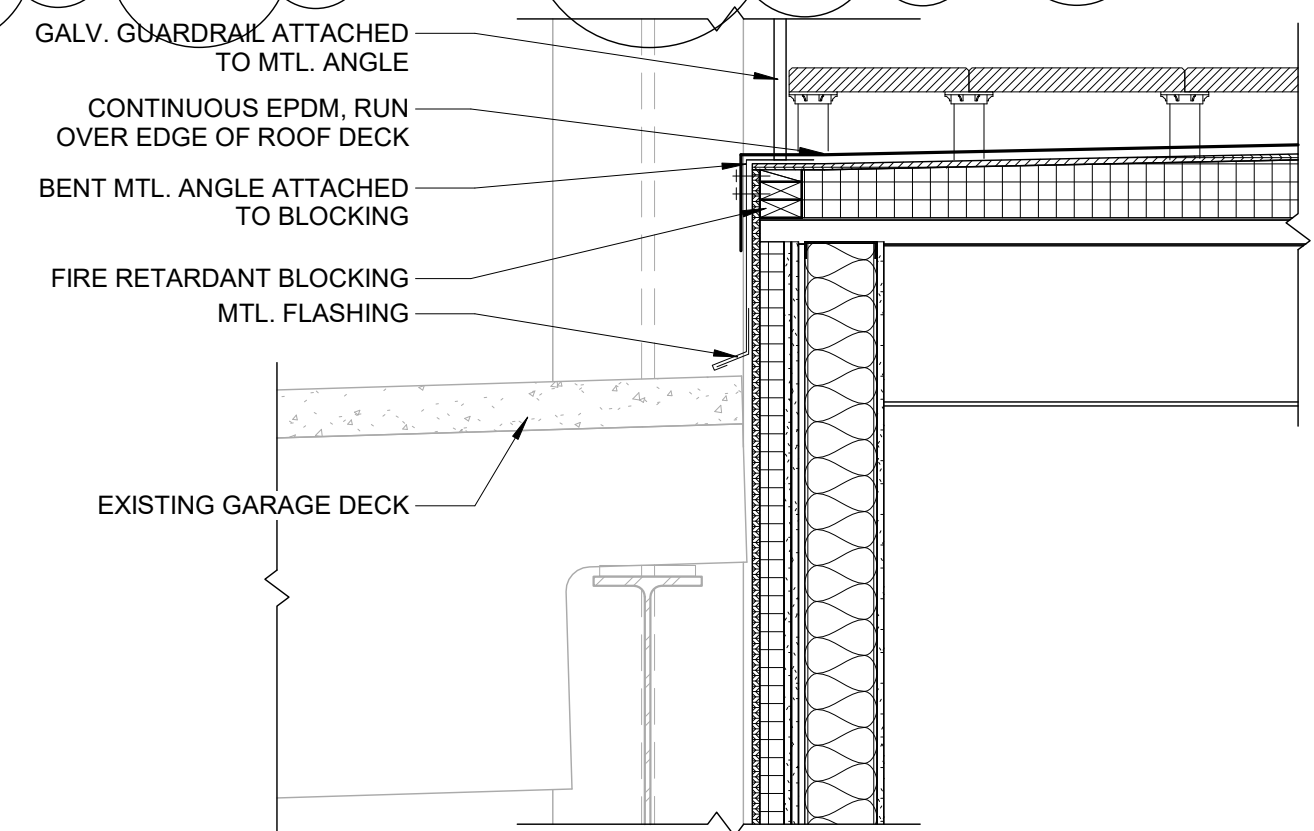 GALV. GUARDRAIL ATTACHED
TO MTL. ANGLE
CONTINUOUS EPDM, RUN
OVER EDGE OF ROOF DECK
BENT MTL. ANGLE ATTACHED
TO BLOCKING
FIRE RETARDANT BLOCKING
MTL. FLASHING
EXISTING GARAGE DECK